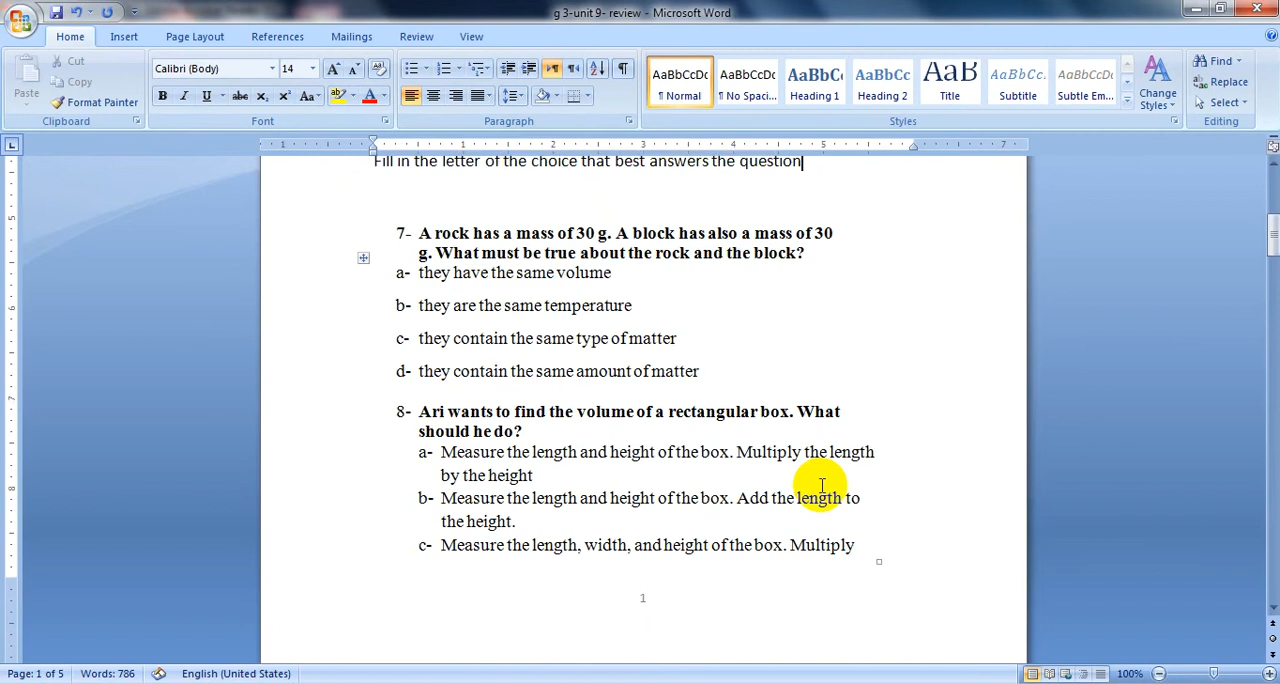 g 3-unit 9- review - Microsoft Word
Home Insert Page Layout References Mailings Review View
Paste Cut Copy Format Painter
Clipboard
Calibri (Body) 14
Font
Paragraph
AaBbCcDc AaBbCcDc AaBbCc AaBbCc AaB AaBbCc. AaBbCcDc
¶ Normal ¶ No Spaci... Heading 1 Heading 2 Title Subtitle Subtle Em...
Change Styles
Styles
Find Replace Select
Editing
1 1 2 3 4 5 7
Fill in the letter of the choice that best answers the question
7- A rock has a mass of 30 g. A block has also a mass of 30
g. What must be true about the rock and the block?
a- they have the same volume
b- they are the same temperature
c- they contain the same type of matter
d- they contain the same amount of matter
8- Ari wants to find the volume of a rectangular box. What
should he do?
a- Measure the length and height of the box. Multiply the length
by the height
b- Measure the length and height of the box. Add the length to
the height.
c- Measure the length, width, and height of the box. Multiply
1
Page: 1 of 5 Words: 786 English (United States) 100%